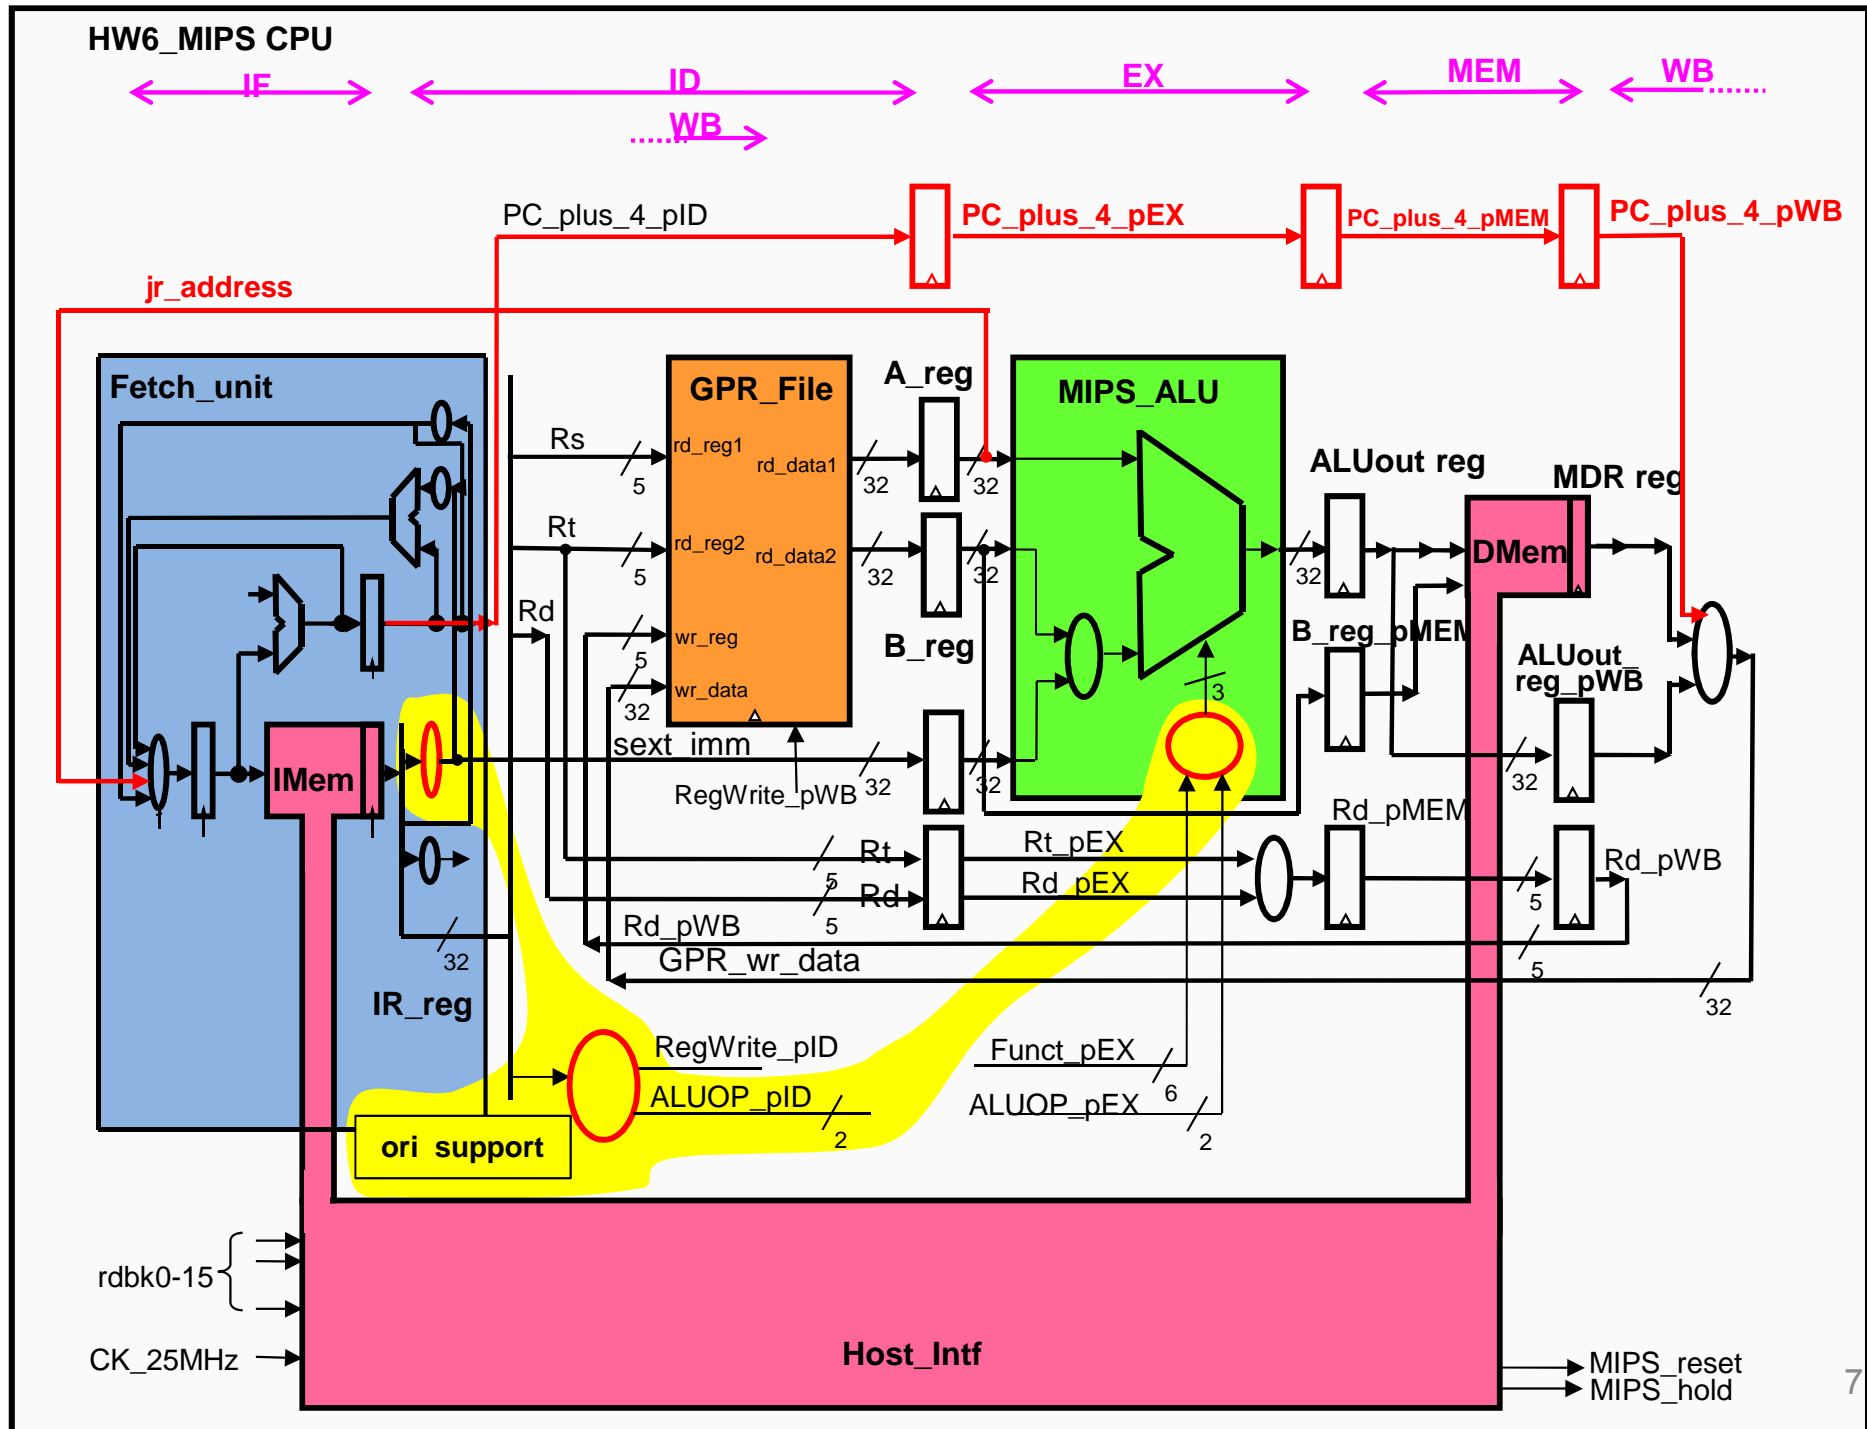 HW6_MIPS CPU
IF
ID
EX
MEM
WB
WB
PC_plus_4_pID
PC_plus_4_pEX
PC_plus_4_pMEM
PC_plus_4_pWB
jr_address
Fetch_unit
GPR_File
A_reg
MIPS_ALU
Rs
rd_reg1
rd_data1
5
32
32
ALUout reg
MDR reg
Rt
rd_reg2
rd_data2
5
32
32
32
DMem
Rd
wr_reg
5
B_reg
B_reg_pMEM
ALUout_
reg_pWB
wr_data
32
3
sext_imm
IMem
RegWrite_pWB
32
32
32
Rd_pMEM
Rt
Rt_pEX
5
Rd_pWB
Rd
Rd_pEX
5
5
Rd_pWB
32
GPR_wr_data
5
32
IR_reg
RegWrite_pID
Funct_pEX
6
ALUOP_pID
ALUOP_pEX
2
2
ori support
rdbk0-15
CK_25MHz
Host_Intf
MIPS_reset
MIPS_hold
7